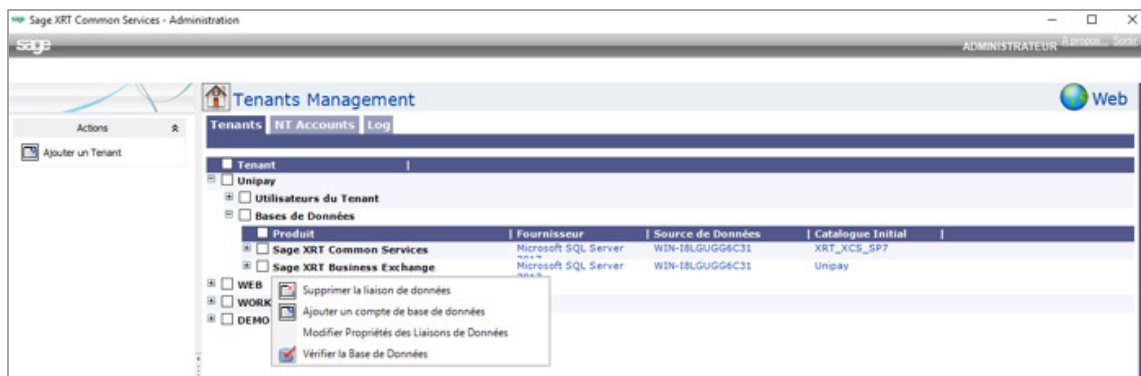 Sage XRT Common Services - Administration
sage
ADMINISTRATEUR A propos... Sortir
Tenants Management
Web
Actions
Ajouter un Tenant
Tenants NT Accounts Log
Tenant
Unipay
Utilisateurs du Tenant
Bases de Données
Produit Fournisseur Source de Données Catalogue Initial
Sage XRT Common Services Microsoft SQL Server WIN-I8LGUGG6C31 XRT_XCS_SP7
2017
Sage XRT Business Exchange Microsoft SQL Server WIN-I8LGUGG6C31 Unipay
WEB
WORK
DEMO
Supprimer la liaison de données
Ajouter un compte de base de données
Modifier Propriétés des Liaisons de Données
Vérifier la Base de Données